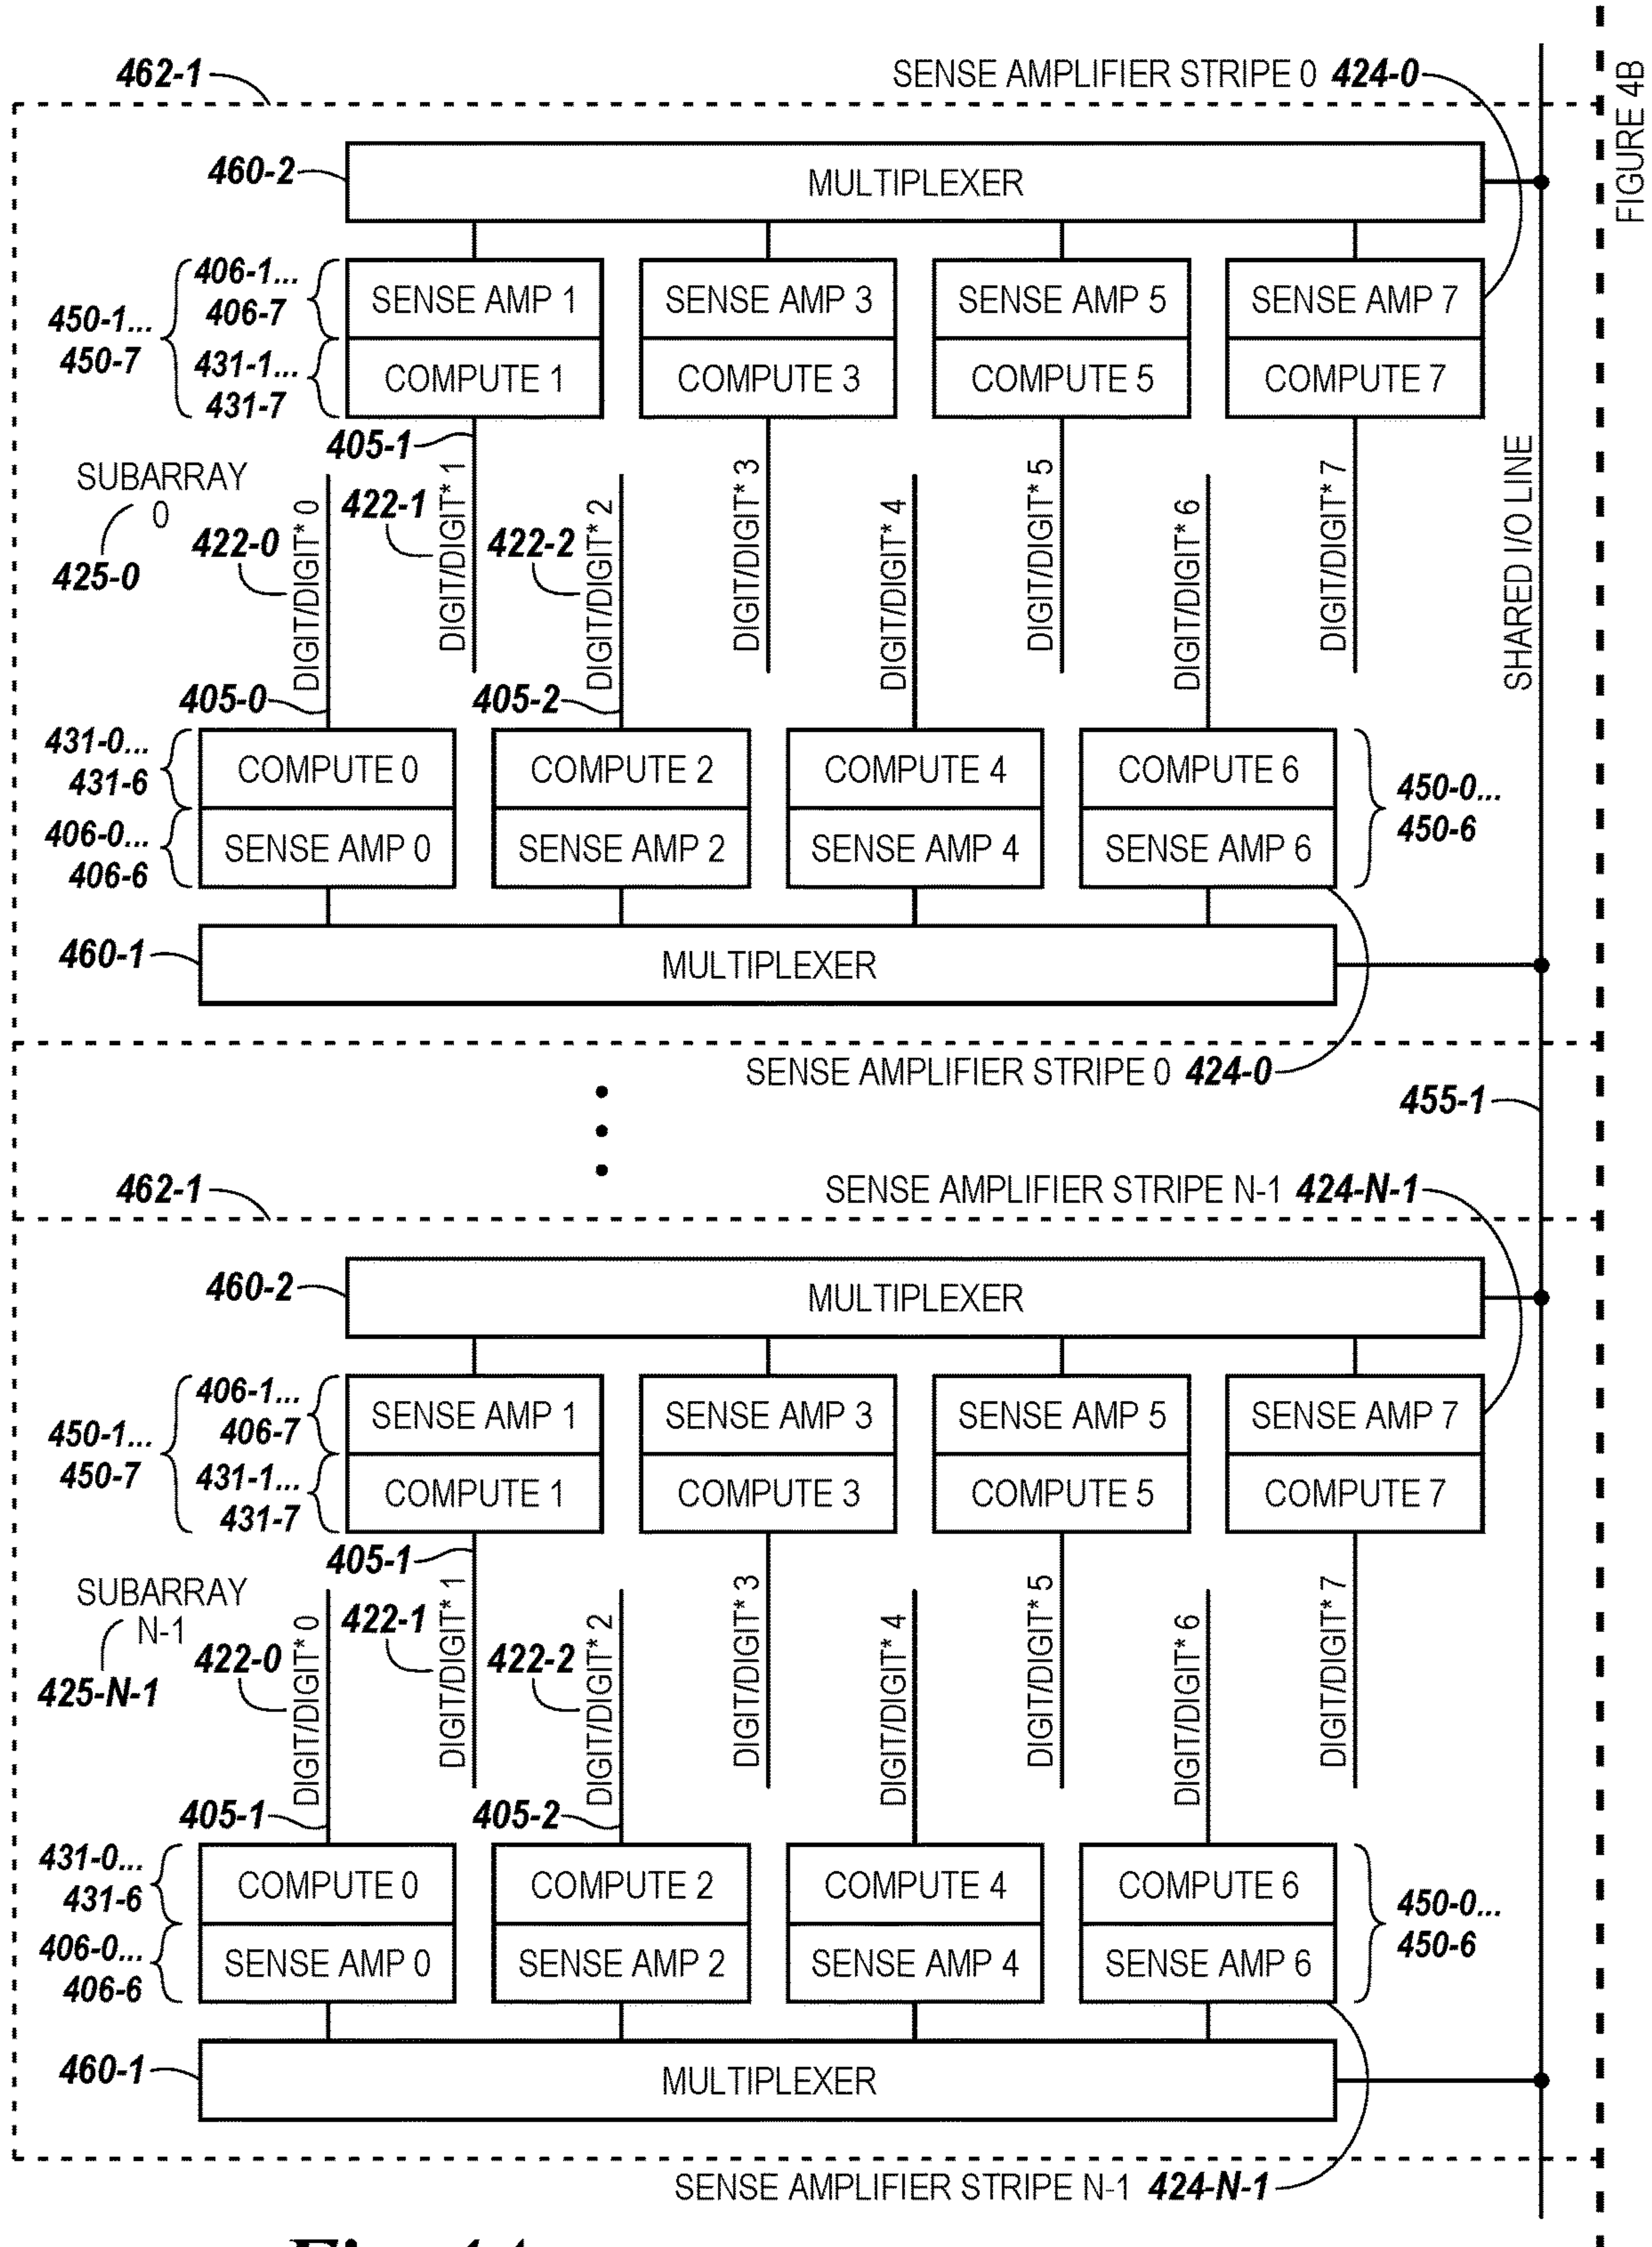 462-1
SENSE AMPLIFIER STRIPE 0 424-0
FIGURE 4B
460-2
MULTIPLEXER
406-1...
406-7
450-1...
450-7
431-1...
431-7
SENSE AMP 1
SENSE AMP 3
SENSE AMP 5
SENSE AMP 7
COMPUTE 1
COMPUTE 3
COMPUTE 5
COMPUTE 7
405-1
SUBARRAY
0
425-0
422-0
DIGIT/DIGIT* 0
422-1
DIGIT/DIGIT* 1
422-2
DIGIT/DIGIT* 2
DIGIT/DIGIT* 3
DIGIT/DIGIT* 4
DIGIT/DIGIT* 5
DIGIT/DIGIT* 6
DIGIT/DIGIT* 7
SHARED I/O LINE
405-0
405-2
431-0...
431-6
COMPUTE 0
COMPUTE 2
COMPUTE 4
COMPUTE 6
450-0...
450-6
406-0...
406-6
SENSE AMP 0
SENSE AMP 2
SENSE AMP 4
SENSE AMP 6
460-1
MULTIPLEXER
SENSE AMPLIFIER STRIPE 0 424-0
455-1
462-1
SENSE AMPLIFIER STRIPE N-1 424-N-1
460-2
MULTIPLEXER
406-1...
406-7
450-1...
450-7
431-1...
431-7
SENSE AMP 1
SENSE AMP 3
SENSE AMP 5
SENSE AMP 7
COMPUTE 1
COMPUTE 3
COMPUTE 5
COMPUTE 7
405-1
SUBARRAY
N-1
425-N-1
422-0
DIGIT/DIGIT* 0
422-1
DIGIT/DIGIT* 1
422-2
DIGIT/DIGIT* 2
DIGIT/DIGIT* 3
DIGIT/DIGIT* 4
DIGIT/DIGIT* 5
DIGIT/DIGIT* 6
DIGIT/DIGIT* 7
405-1
405-2
431-0...
431-6
COMPUTE 0
COMPUTE 2
COMPUTE 4
COMPUTE 6
450-0...
450-6
406-0...
406-6
SENSE AMP 0
SENSE AMP 2
SENSE AMP 4
SENSE AMP 6
460-1
MULTIPLEXER
SENSE AMPLIFIER STRIPE N-1 424-N-1